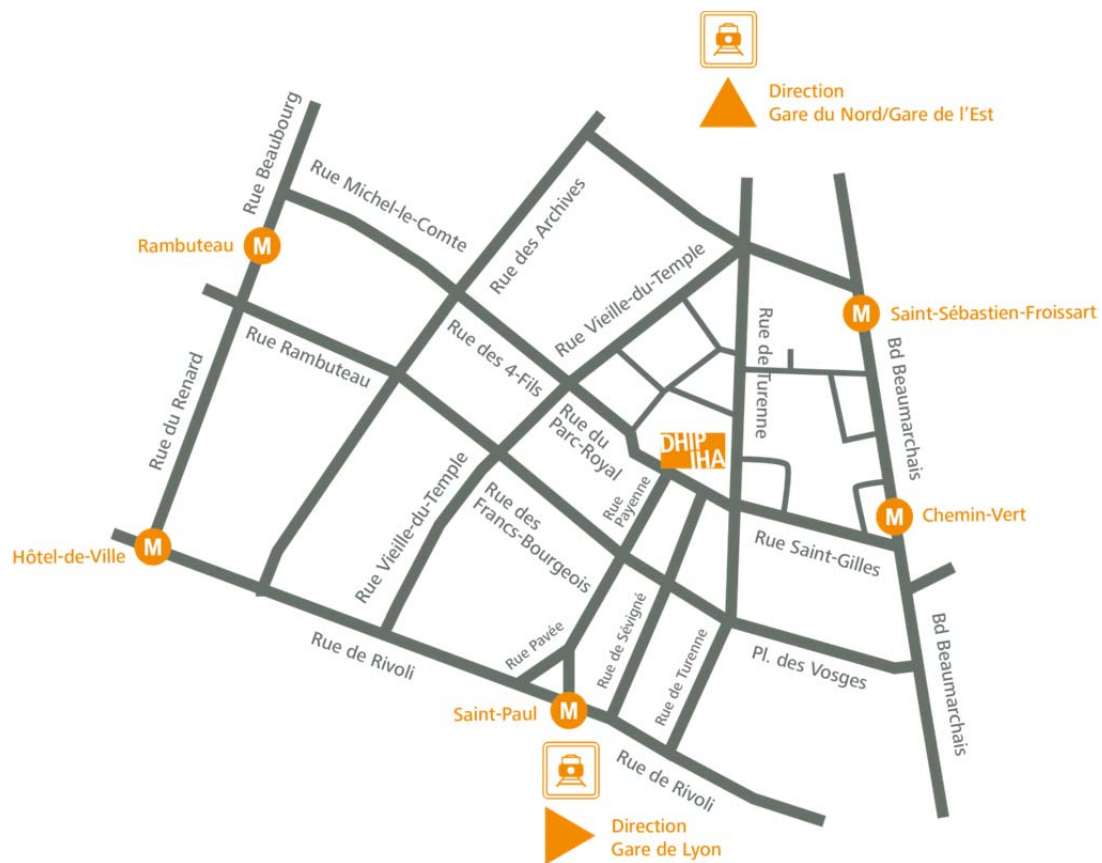 Direction
Gare du Nord/Gare de l'Est
Rue Beaubourg
Rue Michel-le-Comte
Rue des Archives
Rambuteau
M
Rue Vieille-du-Temple
Saint-Sébastien-Froissart
M
Rue Rambuteau
Rue des 4-Fils
Rue de Turenne
Bd Beaumarchais
Rue du Renard
Rue du
Parc-Royal
DHIP
IHA
Rue
Payenne
Rue Vieille-du-Temple
Rue des
Francs-Bourgeois
M
Chemin-Vert
Rue Saint-Gilles
Hôtel-de-Ville
M
Rue de Rivoli
Rue Pavée
Rue de Sévigné
Rue de Turenne
Pl. des Vosges
Bd Beaumarchais
Saint-Paul
M
Rue de Rivoli
Direction
Gare de Lyon